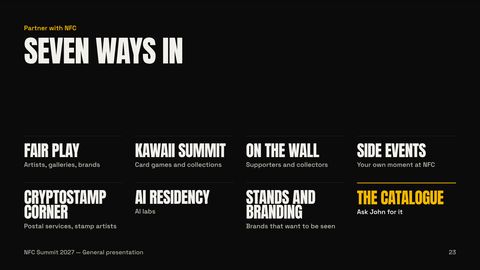 Partner with NFC
SEVEN WAYS IN
FAIR PLAY
Artists, galleries, brands
KAWAII SUMMIT
Card games and collections
ON THE WALL
Supporters and collectors
SIDE EVENTS
Your own moment at NFC
CRYPTOSTAMP
CORNER
Postal services, stamp artists
AI RESIDENCY
AI labs
STANDS AND
BRANDING
Brands that want to be seen
THE CATALOGUE
Ask John for it
NFC Summit 2027 — General presentation
23